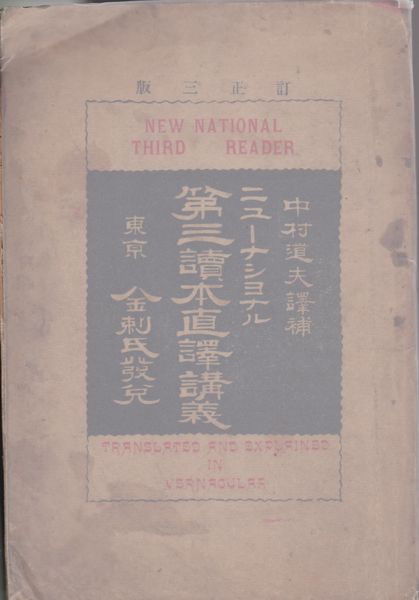 訂正三版
NEW NATIONAL
THIRD READER
中村道夫譯補
ニューナショナル
第三讀本直譯講義
東京
金刺氏發兌
TRANSLATED AND EXPLAINED
IN
VERNACULAR